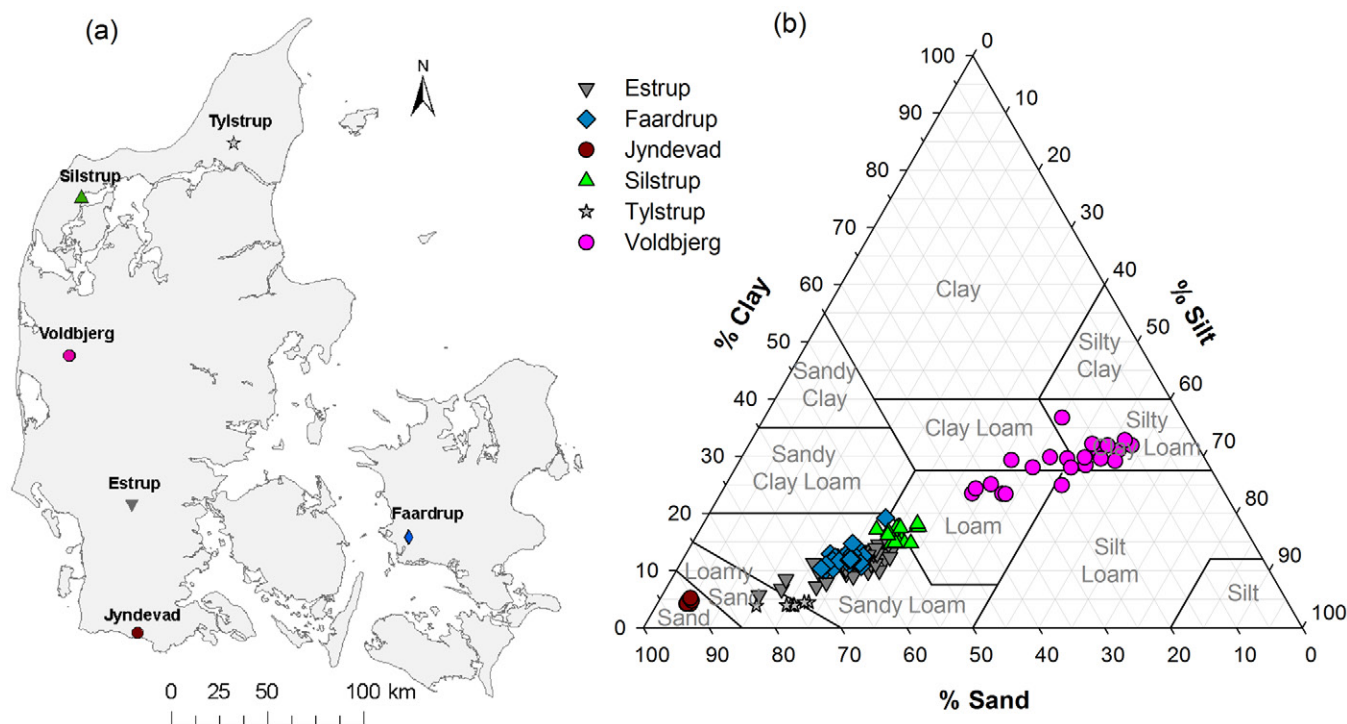 (a)
N
Tylstrup
Silstrup
Voldbjerg
Estrup
Faardrup
Jyndevad
0 25 50 100 km
Estrup
Faardrup
Jyndevad
Silstrup
Tylstrup
Voldbjerg
(b)
0
100
10
90
20
80
30
70
40
60
50
50
60
40
70
30
80
20
90
10
100
0
% Clay
% Silt
Clay
Silty
Clay
Sandy
Clay
Clay Loam
Silty
Clay Loam
Sandy
Clay Loam
Loam
Silt
Loam
Loamy
Sand
Sandy Loam
Sand
Silt
100 90 80 70 60 50 40 30 20 10 0
% Sand